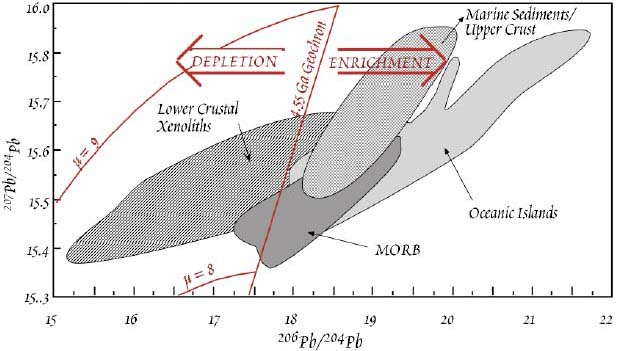 16.0
Marine Sediments/
Upper Crust
15.8
DEPLETION
ENRICHMENT
4.55 Ga Geochron
15.7
Lower Crustal
Xenoliths
μ = 9
207Pb/204Pb
15.6
15.5
Oceanic Islands
MORB
15.4
μ = 8
15.3
15 16 17 18 19 20 21 22
206Pb/204Pb